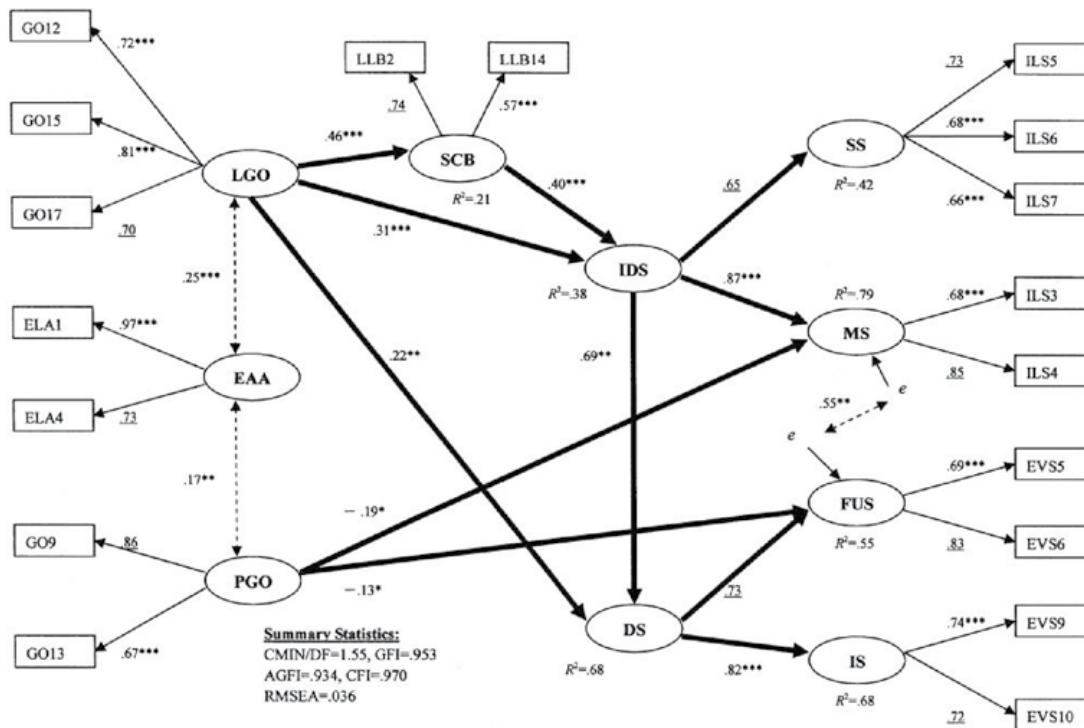 GO12
.72***
LLB2
LLB14
.73
ILS5
.74
.57***
GO15
.81***
.46***
SCB
SS
.68***
ILS6
LGO
R²=.21
.40***
.65
R²=.42
GO17
.70
.31***
.66***
ILS7
IDS
.25***
R²=.38
.87***
R²=.79
.68***
ILS3
ELA1
.97***
MS
.22**
.69**
EAA
.85
ILS4
ELA4
.73
e
.55**
e
.17**
.69***
EVS5
− .19*
FUS
GO9
.86
R²=.55
.83
EVS6
PGO
− .13*
.73
.74***
EVS9
DS
Summary Statistics:
GO13
.67***
CMIN/DF=1.55, GFI=.953
R²=.68
.82***
IS
AGFI=.934, CFI=.970
RMSEA=.036
R²=.68
.72
EVS10